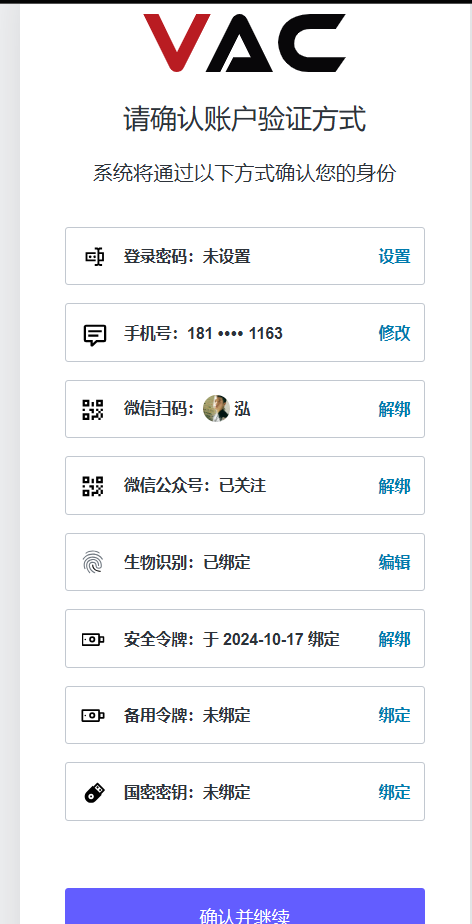 VAC
请确认账户验证方式
系统将通过以下方式确认您的身份
登录密码：未设置 设置
手机号：181 •••• 1163 修改
微信扫码： 泓 解绑
微信公众号：已关注 解绑
生物识别：已绑定 编辑
安全令牌：于 2024-10-17 绑定 解绑
备用令牌：未绑定 绑定
国密密钥：未绑定 绑定
确认并继续